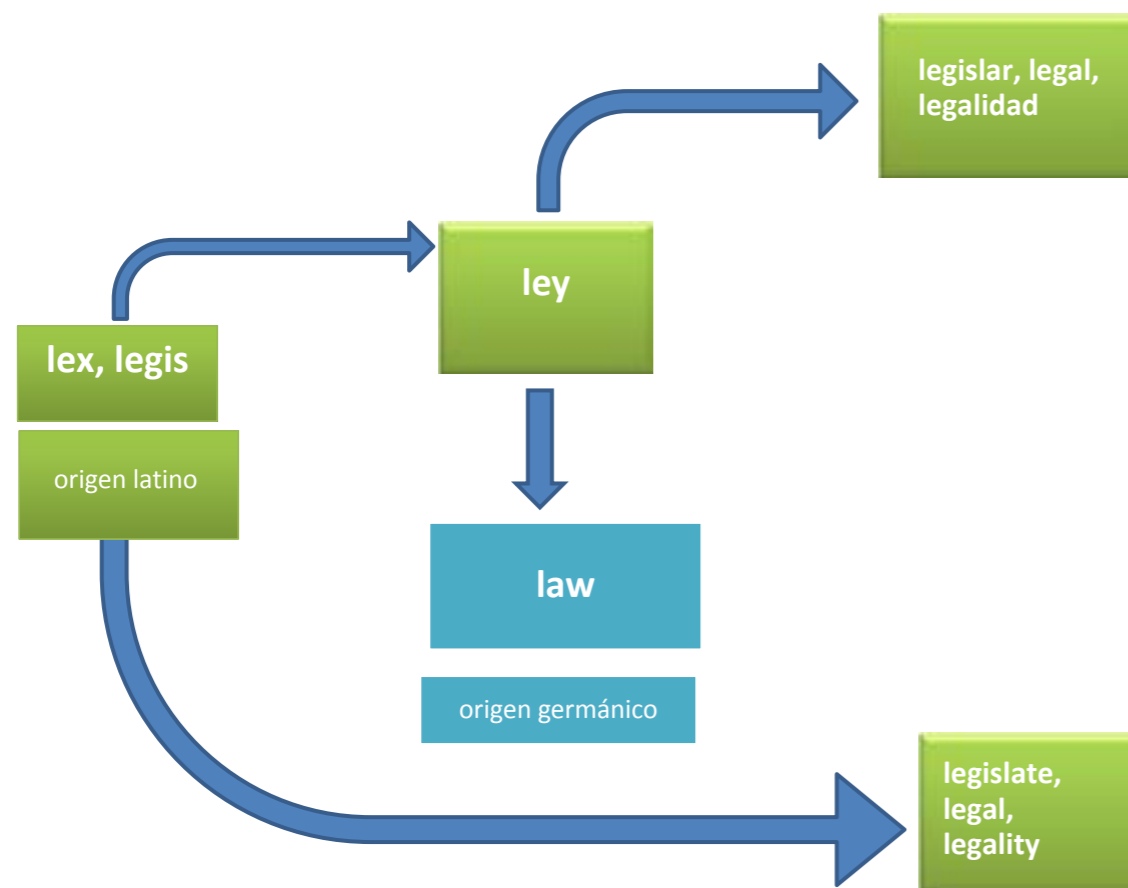 legislar, legal,
legalidad
ley
lex, legis
origen latino
law
origen germánico
legislate,
legal,
legality